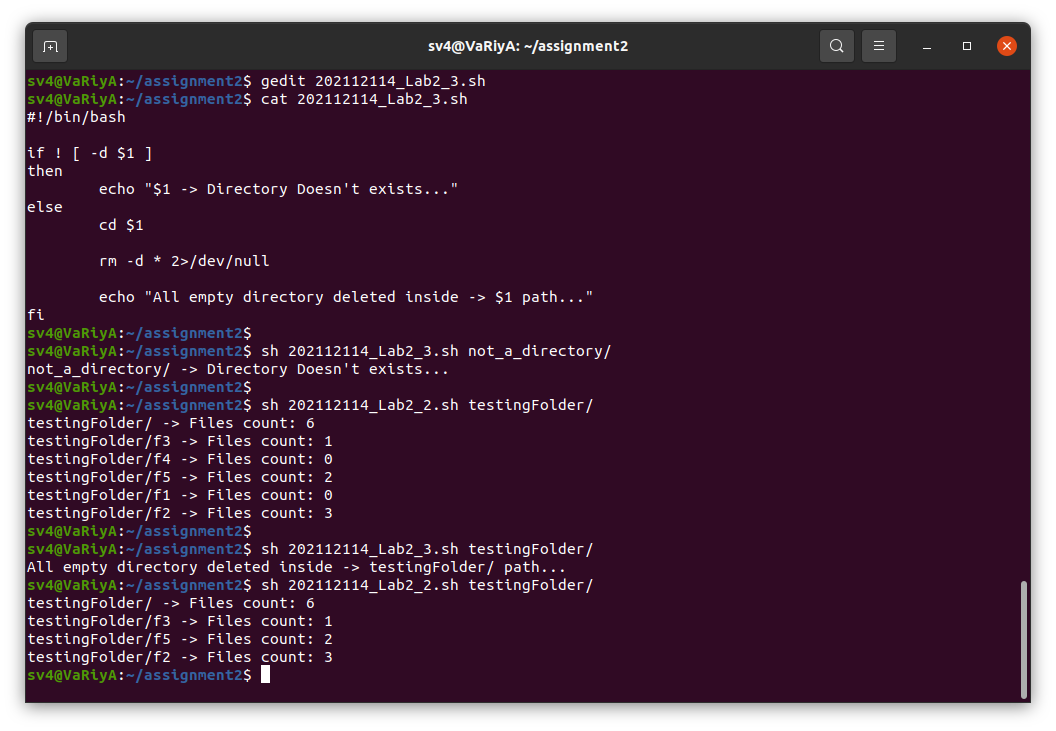 sv4@VaRiyA: ~/assignment2
sv4@VaRiyA:~/assignment2$ gedit 202112114_Lab2_3.sh
sv4@VaRiyA:~/assignment2$ cat 202112114_Lab2_3.sh
#!/bin/bash

if ! [ -d $1 ]
then
        echo "$1 -> Directory Doesn't exists..."
else
        cd $1

        rm -d * 2>/dev/null

        echo "All empty directory deleted inside -> $1 path..."
fi
sv4@VaRiyA:~/assignment2$
sv4@VaRiyA:~/assignment2$ sh 202112114_Lab2_3.sh not_a_directory/
not_a_directory/ -> Directory Doesn't exists...
sv4@VaRiyA:~/assignment2$
sv4@VaRiyA:~/assignment2$ sh 202112114_Lab2_2.sh testingFolder/
testingFolder/ -> Files count: 6
testingFolder/f3 -> Files count: 1
testingFolder/f4 -> Files count: 0
testingFolder/f5 -> Files count: 2
testingFolder/f1 -> Files count: 0
testingFolder/f2 -> Files count: 3
sv4@VaRiyA:~/assignment2$
sv4@VaRiyA:~/assignment2$ sh 202112114_Lab2_3.sh testingFolder/
All empty directory deleted inside -> testingFolder/ path...
sv4@VaRiyA:~/assignment2$ sh 202112114_Lab2_2.sh testingFolder/
testingFolder/ -> Files count: 6
testingFolder/f3 -> Files count: 1
testingFolder/f5 -> Files count: 2
testingFolder/f2 -> Files count: 3
sv4@VaRiyA:~/assignment2$